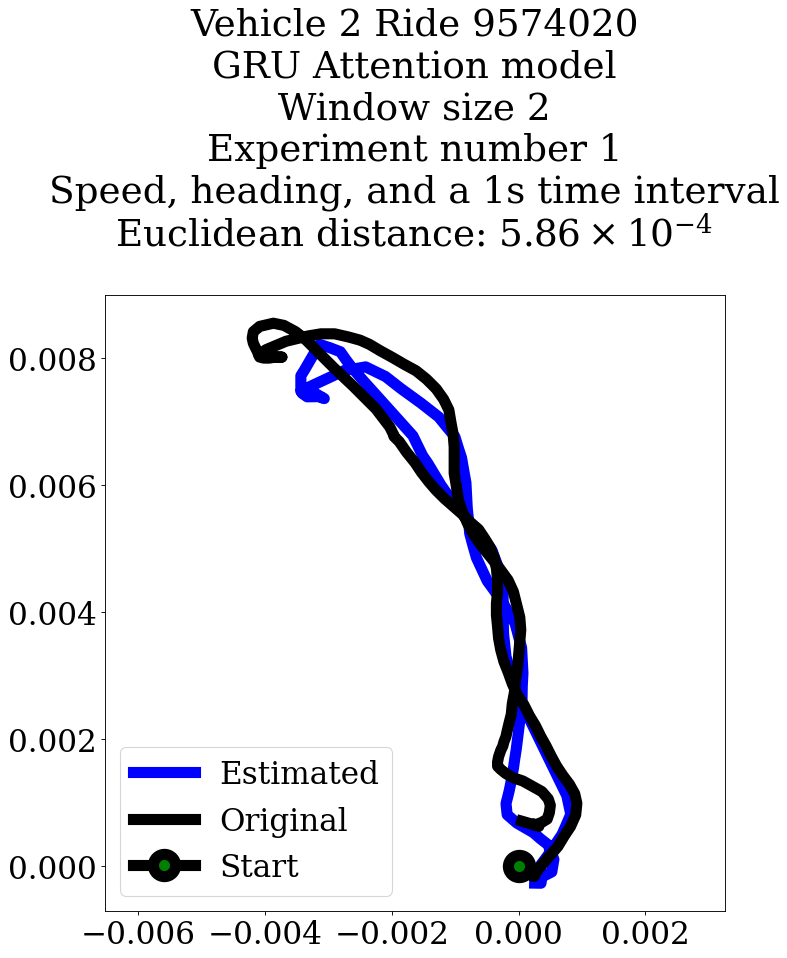 Vehicle 2 Ride 9574020
GRU Attention model
Window size 2
Experiment number 1
Speed, heading, and a 1s time interval
Euclidean distance: 5.86 × 10⁻⁴
0.008
0.006
0.004
0.002
0.000
Estimated
Original
Start
−0.006 −0.004 −0.002 0.000 0.002